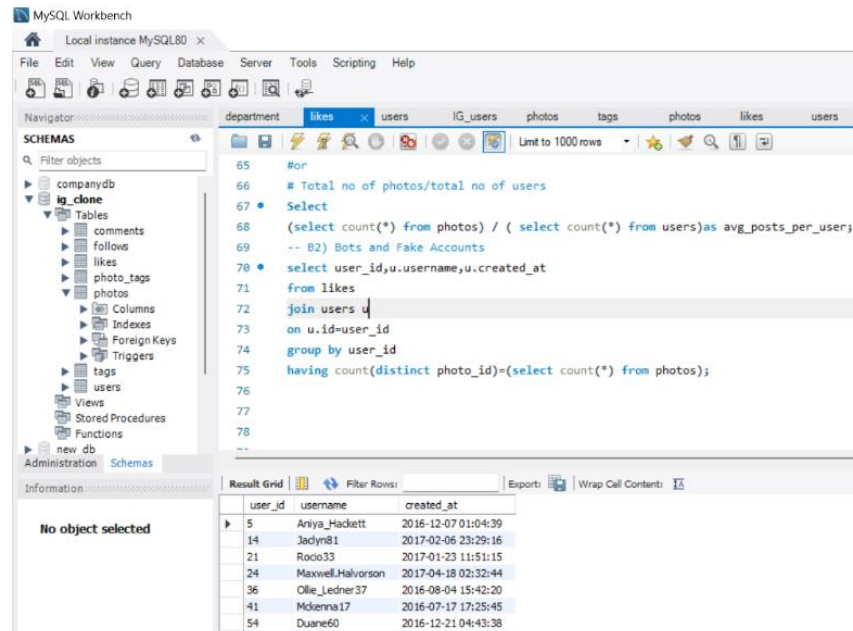 MySQL Workbench
Local instance MySQL80
File Edit View Query Database Server Tools Scripting Help
Navigator
SCHEMAS
Filter objects
companydb
ig_clone
Tables
comments
follows
likes
photo_tags
photos
Columns
Indexes
Foreign Keys
Triggers
tags
users
Views
Stored Procedures
Functions
new_db
Administration Schemas
Information
No object selected
department likes users IG_users photos tags photos likes users
Limit to 1000 rows
65 #or
66 # Total no of photos/total no of users
67 Select
68 (select count(*) from photos) / ( select count(*) from users)as avg_posts_per_user;
69 -- B2) Bots and Fake Accounts
70 select user_id,u.username,u.created_at
71 from likes
72 join users u
73 on u.id=user_id
74 group by user_id
75 having count(distinct photo_id)=(select count(*) from photos);
76
77
78
Result Grid Filter Rows: Export: Wrap Cell Content:
user_id username created_at
5 Aniya_Hackett 2016-12-07 01:04:39
14 Jaclyn81 2017-02-06 23:29:16
21 Rocio33 2017-01-23 11:51:15
24 Maxwell.Halvorson 2017-04-18 02:32:44
36 Ollie_Ledner37 2016-08-04 15:42:20
41 Mckenna17 2016-07-17 17:25:45
54 Duane60 2016-12-21 04:43:38